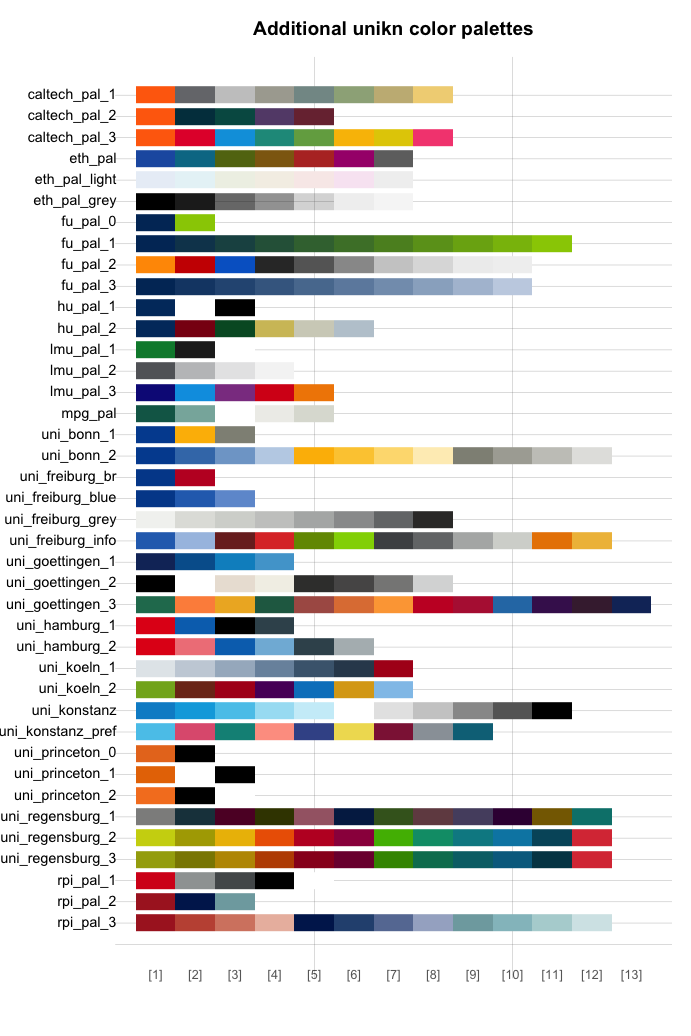 Additional unikn color palettes
caltech_pal_1
caltech_pal_2
caltech_pal_3
eth_pal
eth_pal_light
eth_pal_grey
fu_pal_0
fu_pal_1
fu_pal_2
fu_pal_3
hu_pal_1
hu_pal_2
lmu_pal_1
lmu_pal_2
lmu_pal_3
mpg_pal
uni_bonn_1
uni_bonn_2
uni_freiburg_br
uni_freiburg_blue
uni_freiburg_grey
uni_freiburg_info
uni_goettingen_1
uni_goettingen_2
uni_goettingen_3
uni_hamburg_1
uni_hamburg_2
uni_koeln_1
uni_koeln_2
uni_konstanz
uni_konstanz_pref
uni_princeton_0
uni_princeton_1
uni_princeton_2
uni_regensburg_1
uni_regensburg_2
uni_regensburg_3
rpi_pal_1
rpi_pal_2
rpi_pal_3
[1] [2] [3] [4] [5] [6] [7] [8] [9] [10] [11] [12] [13]